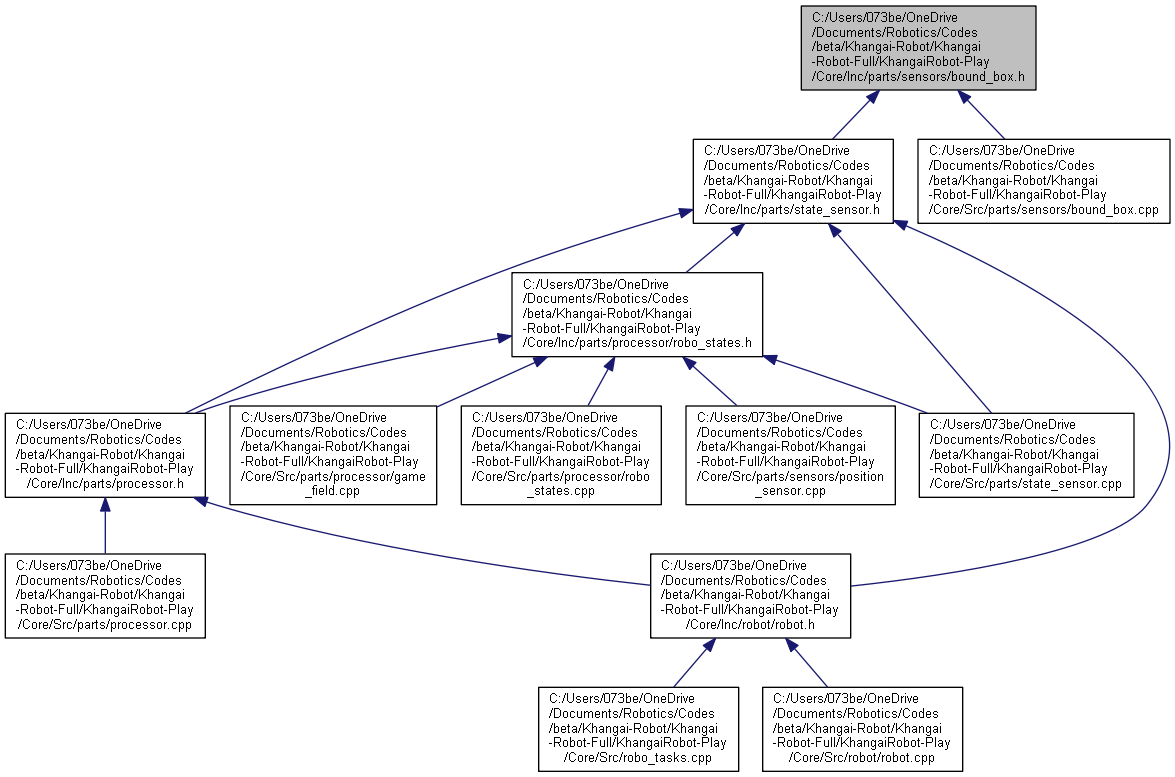 C:/Users/073be/OneDrive
/Documents/Robotics/Codes
/beta/Khangai-Robot/Khangai
-Robot-Full/KhangaiRobot-Play
/Core/Inc/parts/sensors/bound_box.h
C:/Users/073be/OneDrive
/Documents/Robotics/Codes
/beta/Khangai-Robot/Khangai
-Robot-Full/KhangaiRobot-Play
/Core/Inc/parts/state_sensor.h
C:/Users/073be/OneDrive
/Documents/Robotics/Codes
/beta/Khangai-Robot/Khangai
-Robot-Full/KhangaiRobot-Play
/Core/Src/parts/sensors/bound_box.cpp
C:/Users/073be/OneDrive
/Documents/Robotics/Codes
/beta/Khangai-Robot/Khangai
-Robot-Full/KhangaiRobot-Play
/Core/Inc/parts/processor/robo_states.h
C:/Users/073be/OneDrive
/Documents/Robotics/Codes
/beta/Khangai-Robot/Khangai
-Robot-Full/KhangaiRobot-Play
/Core/Inc/parts/processor.h
C:/Users/073be/OneDrive
/Documents/Robotics/Codes
/beta/Khangai-Robot/Khangai
-Robot-Full/KhangaiRobot-Play
/Core/Src/parts/processor/game
_field.cpp
C:/Users/073be/OneDrive
/Documents/Robotics/Codes
/beta/Khangai-Robot/Khangai
-Robot-Full/KhangaiRobot-Play
/Core/Src/parts/processor/robo
_states.cpp
C:/Users/073be/OneDrive
/Documents/Robotics/Codes
/beta/Khangai-Robot/Khangai
-Robot-Full/KhangaiRobot-Play
/Core/Src/parts/sensors/position
_sensor.cpp
C:/Users/073be/OneDrive
/Documents/Robotics/Codes
/beta/Khangai-Robot/Khangai
-Robot-Full/KhangaiRobot-Play
/Core/Src/parts/state_sensor.cpp
C:/Users/073be/OneDrive
/Documents/Robotics/Codes
/beta/Khangai-Robot/Khangai
-Robot-Full/KhangaiRobot-Play
/Core/Src/parts/processor.cpp
C:/Users/073be/OneDrive
/Documents/Robotics/Codes
/beta/Khangai-Robot/Khangai
-Robot-Full/KhangaiRobot-Play
/Core/Inc/robot/robot.h
C:/Users/073be/OneDrive
/Documents/Robotics/Codes
/beta/Khangai-Robot/Khangai
-Robot-Full/KhangaiRobot-Play
/Core/Src/robo_tasks.cpp
C:/Users/073be/OneDrive
/Documents/Robotics/Codes
/beta/Khangai-Robot/Khangai
-Robot-Full/KhangaiRobot-Play
/Core/Src/robot/robot.cpp